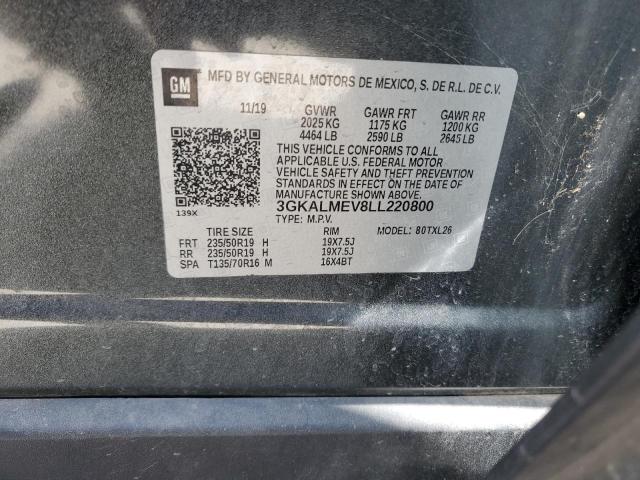 GM
MFD BY GENERAL MOTORS DE MEXICO, S. DE R.L. DE C.V.
11/19 GVWR GAWR FRT GAWR RR
2025 KG 1175 KG 1200 KG
4464 LB 2590 LB 2645 LB
THIS VEHICLE CONFORMS TO ALL
APPLICABLE U.S. FEDERAL MOTOR
VEHICLE SAFETY AND THEFT PREVENTION
STANDARDS IN EFFECT ON THE DATE OF
MANUFACTURE SHOWN ABOVE.
3GKALMEV8LL220800
139X
TYPE: M.P.V. MODEL: 80TXL26
TIRE SIZE RIM
FRT 235/50R19 H 19X7.5J
RR 235/50R19 H 19X7.5J
SPA T135/70R16 M 16X4BT